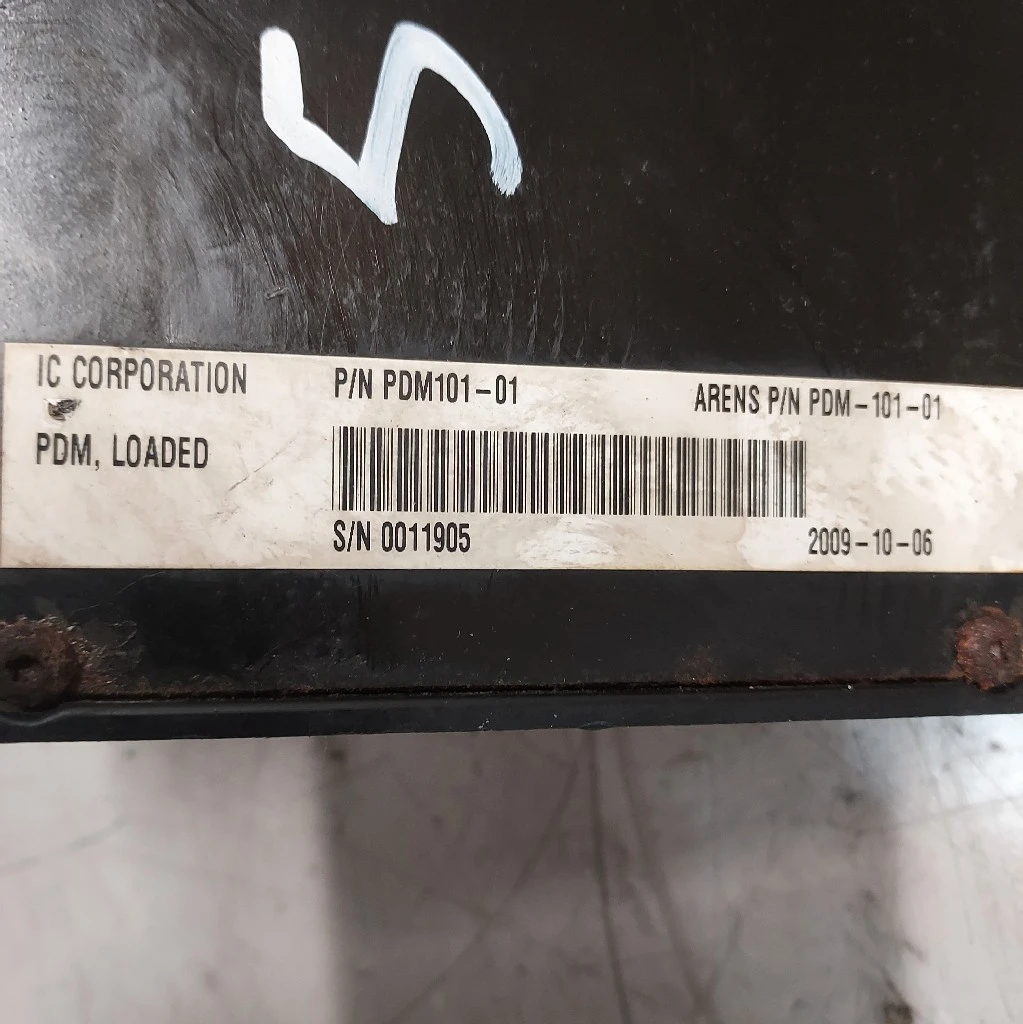 5
IC CORPORATION P/N PDM101-01 ARENS P/N PDM-101-01
PDM, LOADED
S/N 0011905 2009-10-06